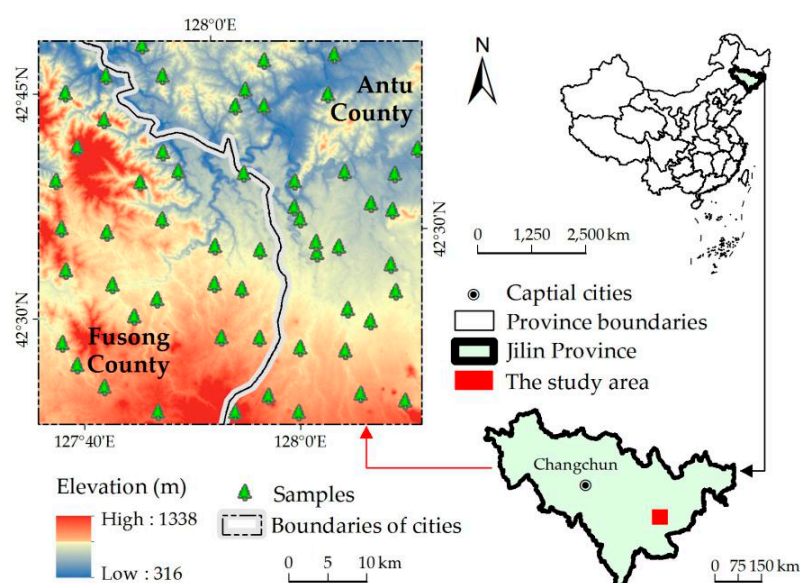 128°0'E
42°45'N
42°30'N
Antu
County
Fusong
County
42°30'N
127°40'E
128°0'E
N
0 1,250 2,500 km
Captial cities
Province boundaries
Jilin Province
The study area
Changchun
0 75 150 km
Elevation (m)
High : 1338
Low : 316
Samples
Boundaries of cities
0 5 10 km